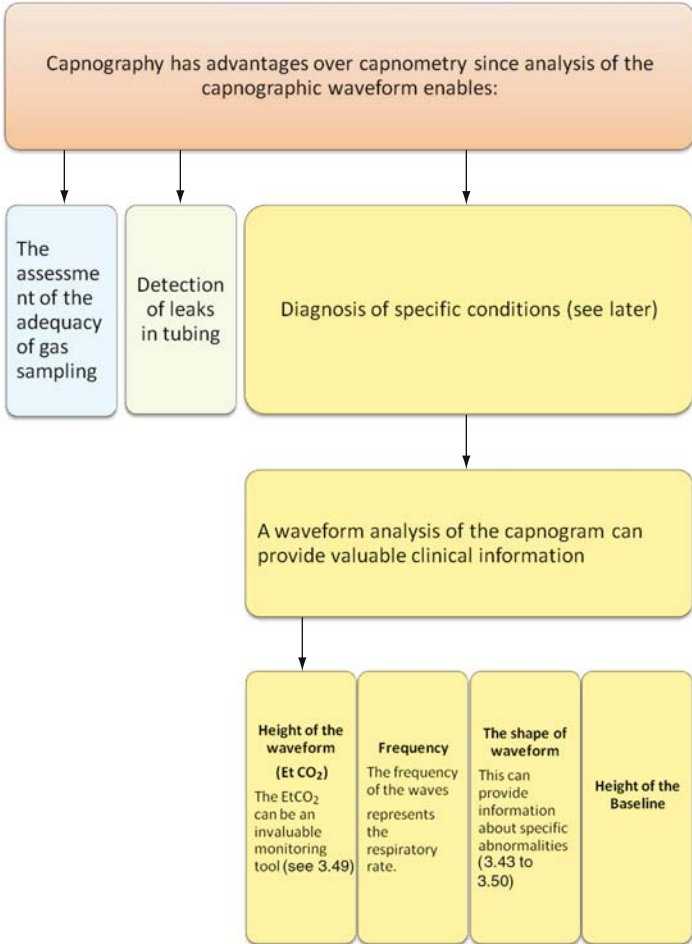 Capnography has advantages over capnometry since analysis of the
capnographic waveform enables:
The
assessme
nt of the
adequacy
of gas
sampling
Detection
of leaks
in tubing
Diagnosis of specific conditions (see later)
A waveform analysis of the capnogram can
provide valuable clinical information
Height of the
waveform
(Et CO₂)
The EtCO₂
can be an
invaluable
monitoring
tool (see 3.49)
Frequency
The frequency
of the waves
represents
the
respiratory
rate.
The shape of
waveform
This can
provide
information
about specific
abnormalities
(3.43 to
3.50)
Height of the
Baseline